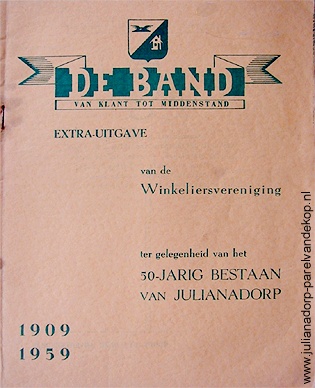 DE BAND
VAN KLANT TOT MIDDENSTAND
EXTRA-UITGAVE
van de
Winkeliersvereniging
ter gelegenheid van het
50-JARIG BESTAAN
VAN JULIANADORP
1909
1959
www.julianadorp-parelvandekop.nl